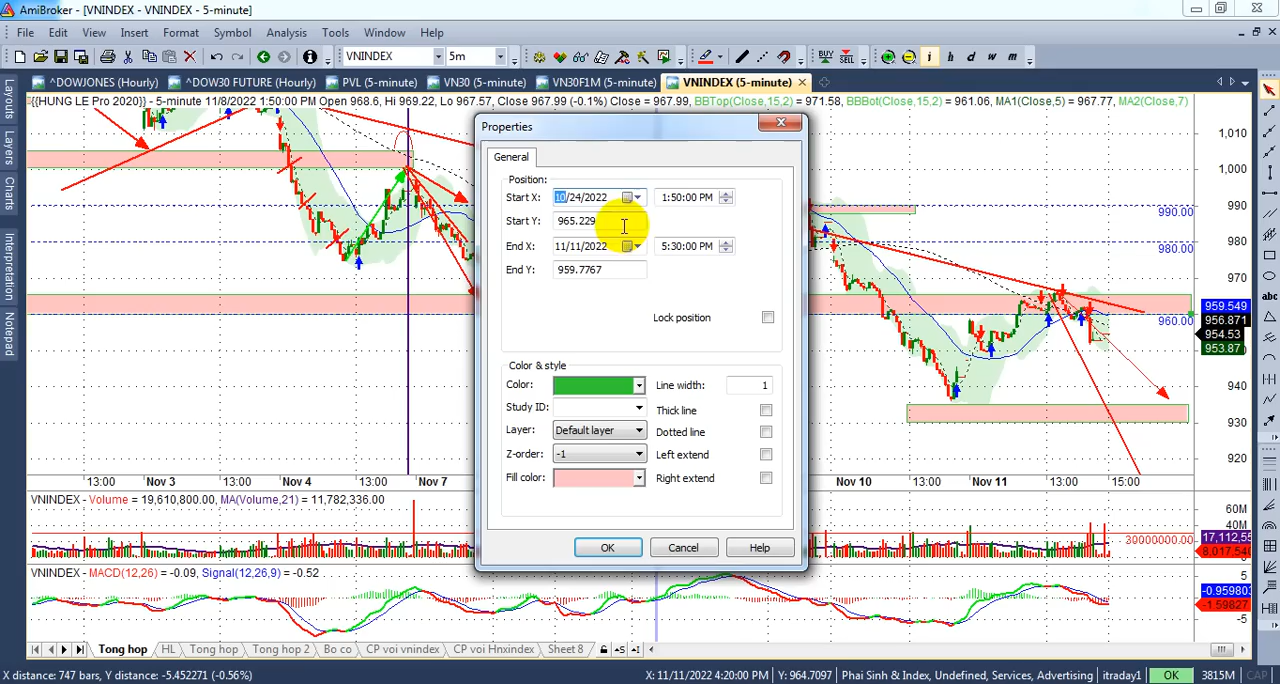 AmiBroker - [VNINDEX - VNINDEX - 5-minute]
File Edit View Insert Format Symbol Analysis Tools Window Help
VNINDEX 5m BUY SELL i h d w m
^DOWJONES (Hourly) ^DOW30 FUTURE (Hourly) PVL (5-minute) VN30 (5-minute) VN30F1M (5-minute) VNINDEX (5-minute)
{{HUNG LE Pro 2020}} - 5-minute 11/8/2022 1:50:00 PM Open 968.6, Hi 969.22, Lo 967.57, Close 967.99 (-0.1%) Close = 967.99, BBTop(Close,15,2) = 971.58, BBBot(Close,15,2) = 961.06, MA1(Close,5) = 967.77, MA2(Close,7)
Layouts
Layers
Charts
Interpretation
Notepad
Properties
General
Position:
Start X: 10/24/2022 1:50:00 PM
Start Y: 965.229
End X: 11/11/2022 5:30:00 PM
End Y: 959.7767
Lock position
Color & style
Color: Line width: 1
Study ID: Thick line
Layer: Default layer Dotted line
Z-order: -1 Left extend
Fill color: Right extend
OK Cancel Help
1,010
1,000
990
990.00
980
980.00
970
959.549
960.00
956.871
954.53
953.87
940
930
920
abc
13:00 Nov 3 13:00 Nov 4 13:00 Nov 7 Nov 10 13:00 Nov 11 13:00 15:00
VNINDEX - Volume = 19,610,800.00, MA(Volume,21) = 11,782,336.00
60M
40M
17,112,55
30000000.00
8,017,540
VNINDEX - MACD(12,26) = -0.09, Signal(12,26,9) = -0.52
5
-0.959803
-1.59827
-5
Tong hop HL Tong hop Tong hop 2 Bo co CP voi vnindex CP voi Hnxindex Sheet 8
X distance: 747 bars, Y distance: -5.452271 (-0.56%) X: 11/11/2022 4:20:00 PM Y: 964.7097 Phai Sinh & Index, Undefined, Services, Advertising itraday1 OK 3815M CAP